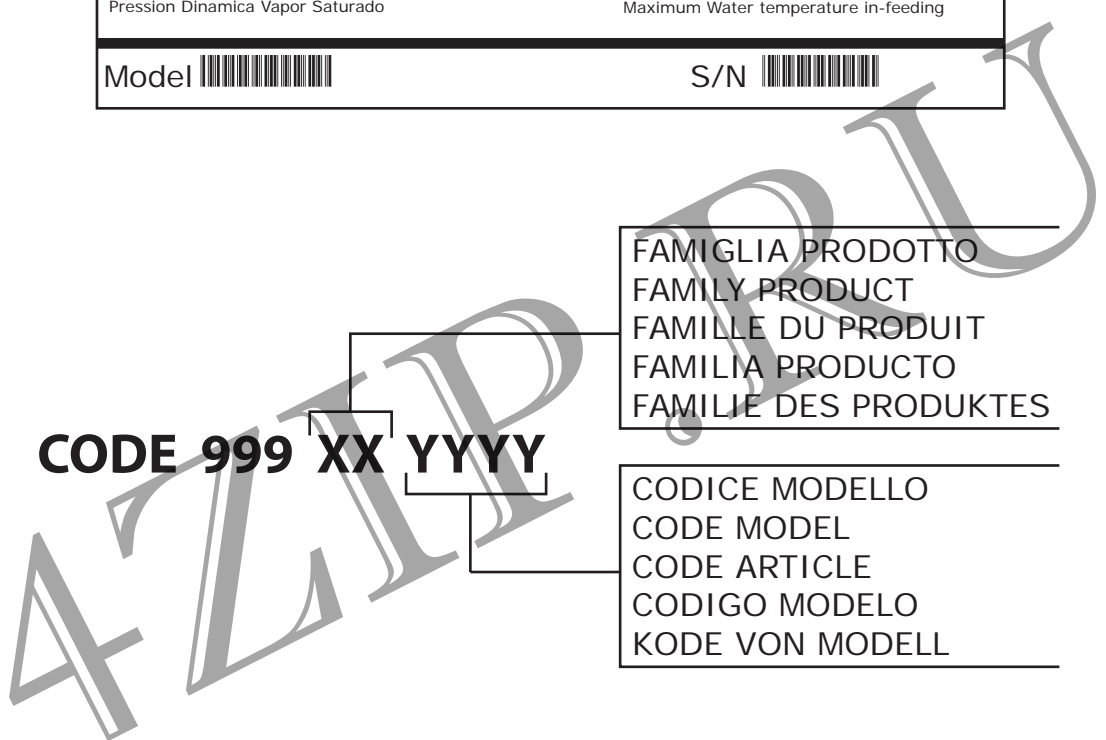 Pression Dinamica Vapor Saturado
Maximum Water temperature in-feeding
Model
S/N
FAMIGLIA PRODOTTO
FAMILY PRODUCT
FAMILLE DU PRODUIT
FAMILIA PRODUCTO
FAMILIE DES PRODUKTES
CODE 999 XX YYYY
CODICE MODELLO
CODE MODEL
CODE ARTICLE
CODIGO MODELO
KODE VON MODELL
4ZIP.RU